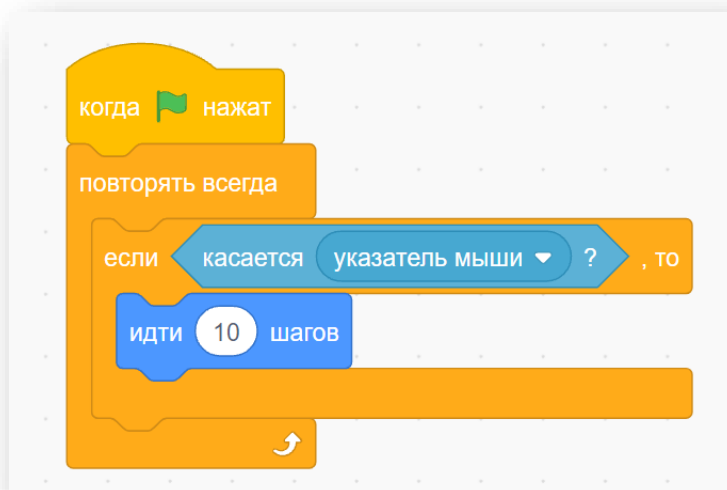 когда нажат
повторять всегда
если касается указатель мыши ? , то
идти 10 шагов